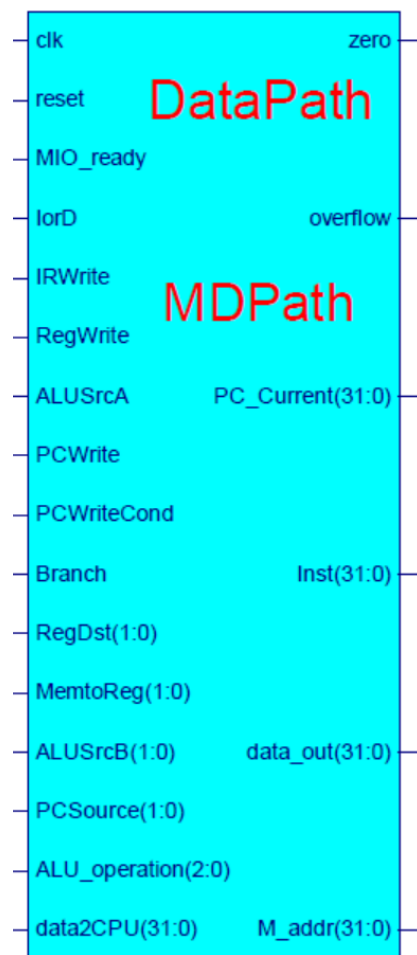 clk zero
reset DataPath
MIO_ready
IorD overflow
IRWrite MDPath
RegWrite
ALUSrcA PC_Current(31:0)
PCWrite
PCWriteCond
Branch Inst(31:0)
RegDst(1:0)
MemtoReg(1:0)
ALUSrcB(1:0) data_out(31:0)
PCSource(1:0)
ALU_operation(2:0)
data2CPU(31:0) M_addr(31:0)